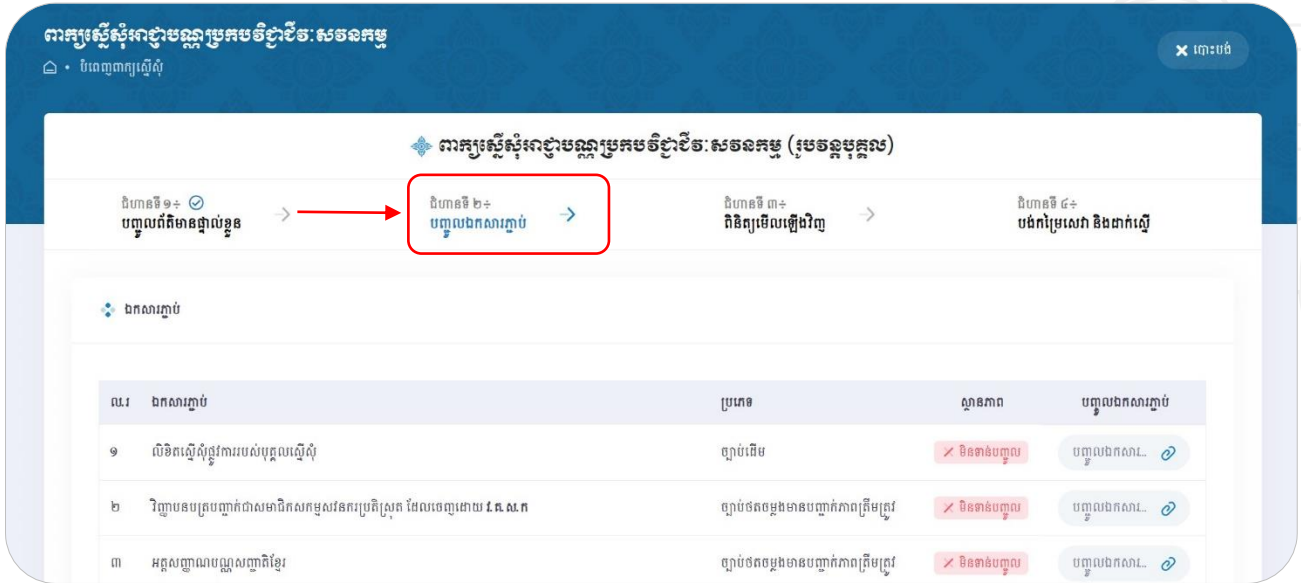 ពាក្យស្នើសុំអាជ្ញាបណ្ណប្រកបវិជ្ជាជីវៈសវនកម្ម
• បំពេញពាក្យស្នើសុំ
បោះបង់
ពាក្យស្នើសុំអាជ្ញាបណ្ណប្រកបវិជ្ជាជីវៈសវនកម្ម (រូបវន្តបុគ្គល)
ជំហានទី ១÷
បញ្ចូលព័ត៌មានផ្ទាល់ខ្លួន
ជំហានទី ២÷
បញ្ចូលឯកសារភ្ជាប់
ជំហានទី ៣÷
ពិនិត្យមើលឡើងវិញ
ជំហានទី ៤÷
បង់កម្រៃសេវា និងដាក់ស្នើ
ឯកសារភ្ជាប់
ល.រ ឯកសារភ្ជាប់ ប្រភេទ ស្ថានភាព បញ្ចូលឯកសារភ្ជាប់
១ លិខិតស្នើសុំផ្លូវការរបស់បុគ្គលស្នើសុំ ច្បាប់ដើម មិនទាន់បញ្ចូល បញ្ចូលឯកសារ...
២ វិញ្ញាបនបត្របញ្ជាក់ជាសមាជិកសកម្មសវនករប្រតិស្រុត ដែលចេញដោយ វ.គ.ស.ក ច្បាប់ថតចម្លងមានបញ្ជាក់ភាពត្រឹមត្រូវ មិនទាន់បញ្ចូល បញ្ចូលឯកសារ...
៣ អត្តសញ្ញាណបណ្ណសញ្ជាតិខ្មែរ ច្បាប់ថតចម្លងមានបញ្ជាក់ភាពត្រឹមត្រូវ មិនទាន់បញ្ចូល បញ្ចូលឯកសារ...